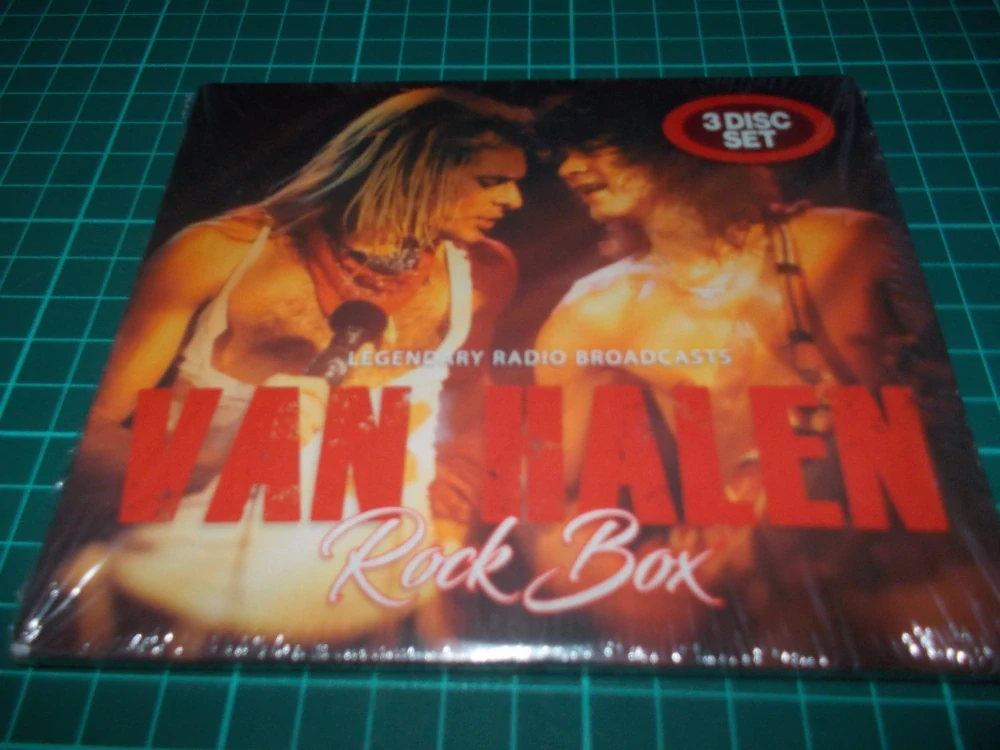 3 DISC
SET
LEGENDARY RADIO BROADCASTS
VAN HALEN
Rock Box